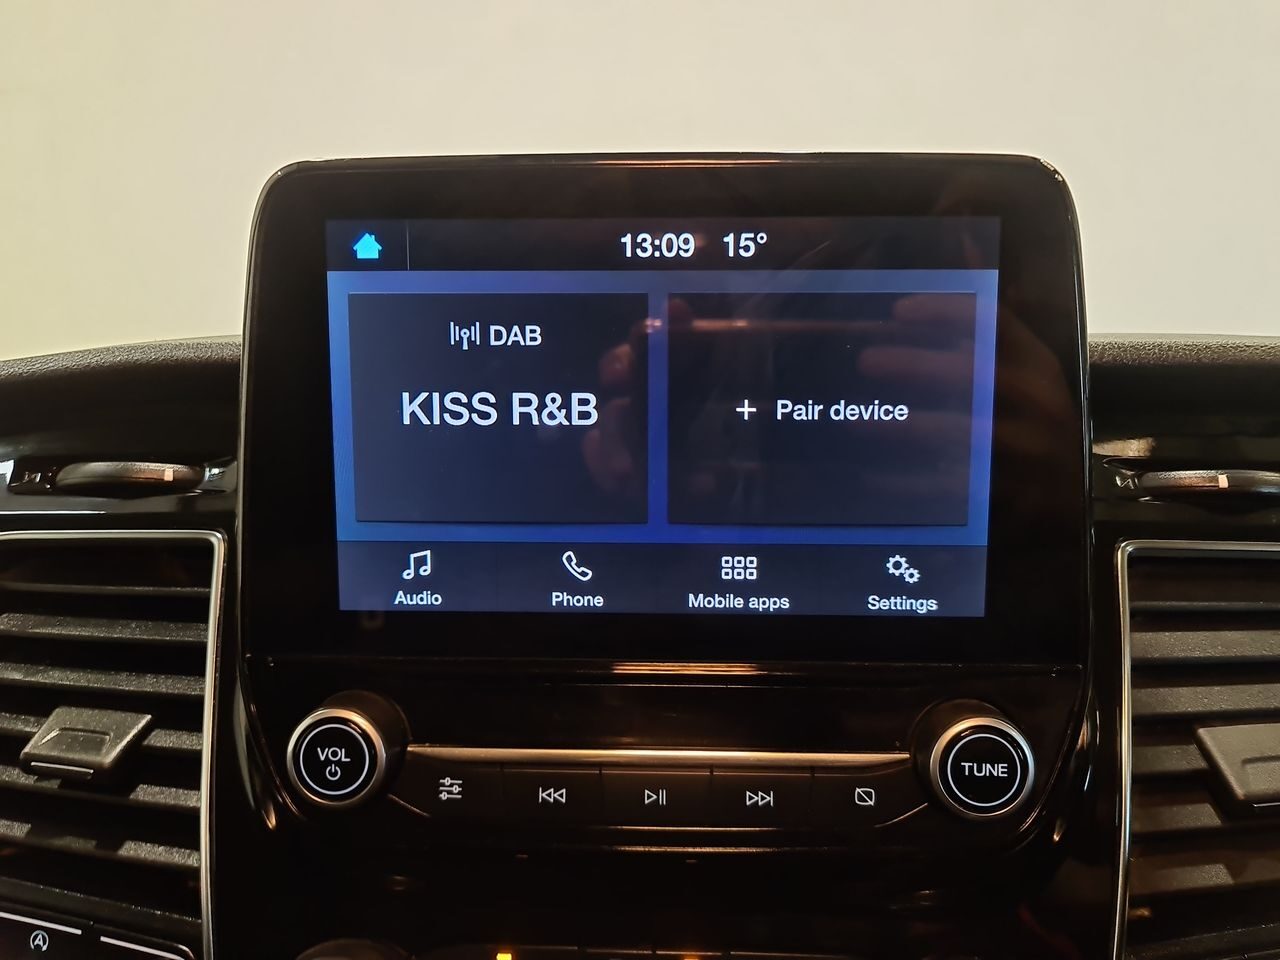 13:09 15°
DAB
KISS R&B
+ Pair device
Audio
Phone
Mobile apps
Settings
VOL
TUNE
A